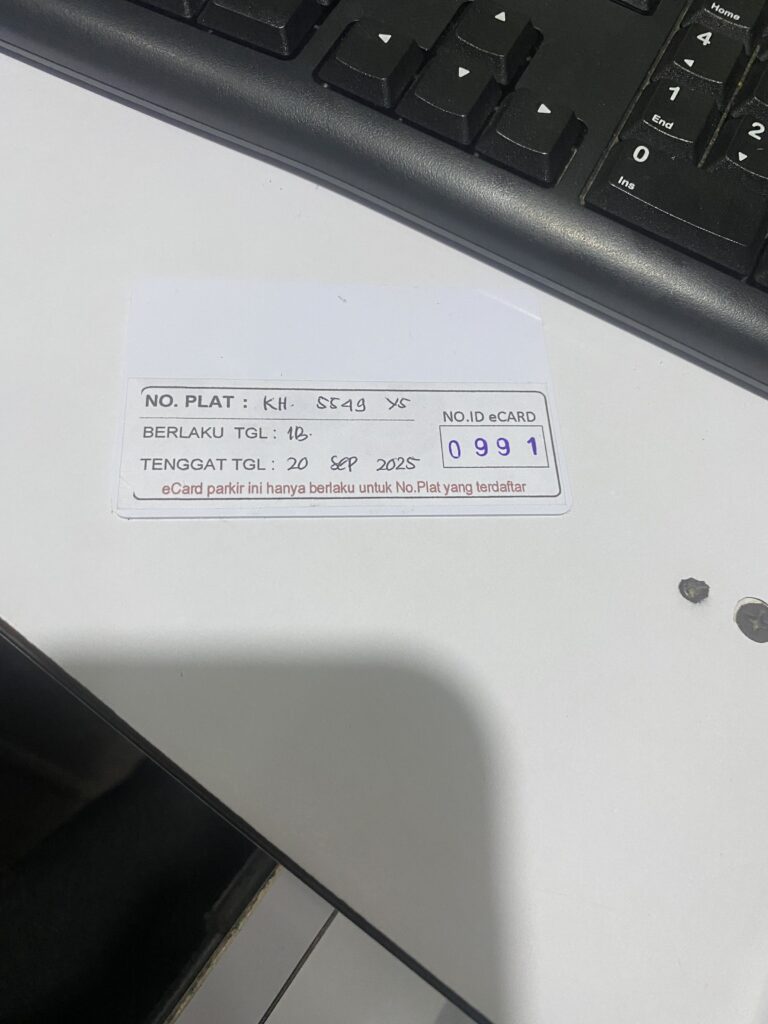 Home
4
1
End
2
0
Ins
NO. PLAT : KH. 5549 YS
BERLAKU TGL : 1B.
NO.ID eCARD
0991
TENGGAT TGL : 20 SEP 2025
eCard parkir ini hanya berlaku untuk No.Plat yang terdaftar